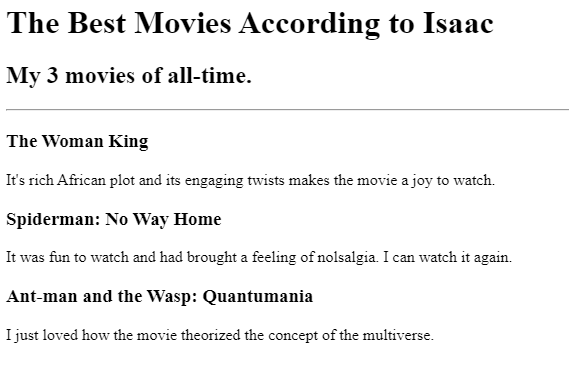 The Best Movies According to Isaac
My 3 movies of all-time.
The Woman King
It's rich African plot and its engaging twists makes the movie a joy to watch.
Spiderman: No Way Home
It was fun to watch and had brought a feeling of nolsalgia. I can watch it again.
Ant-man and the Wasp: Quantumania
I just loved how the movie theorized the concept of the multiverse.